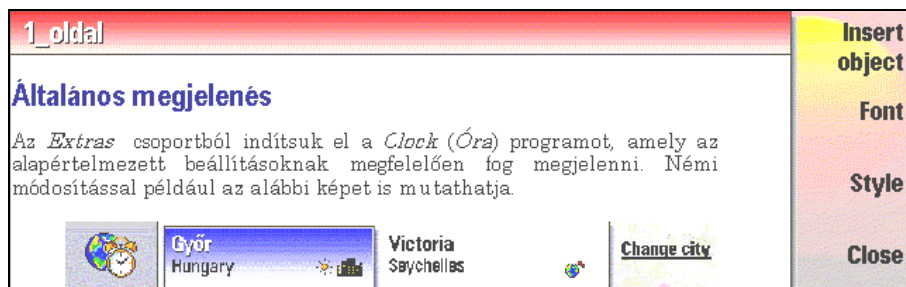 1_oldal
Insert
object
Font
Style
Close
Általános megjelenés
Az Extras csoportból indítsuk el a Clock (Óra) programot, amely az
alapértelmezett beállításoknak megfelelően fog megjelenni. Némi
módosítással például az alábbi képet is mutathatja.
Győr
Hungary
Victoria
Seychelles
Change city